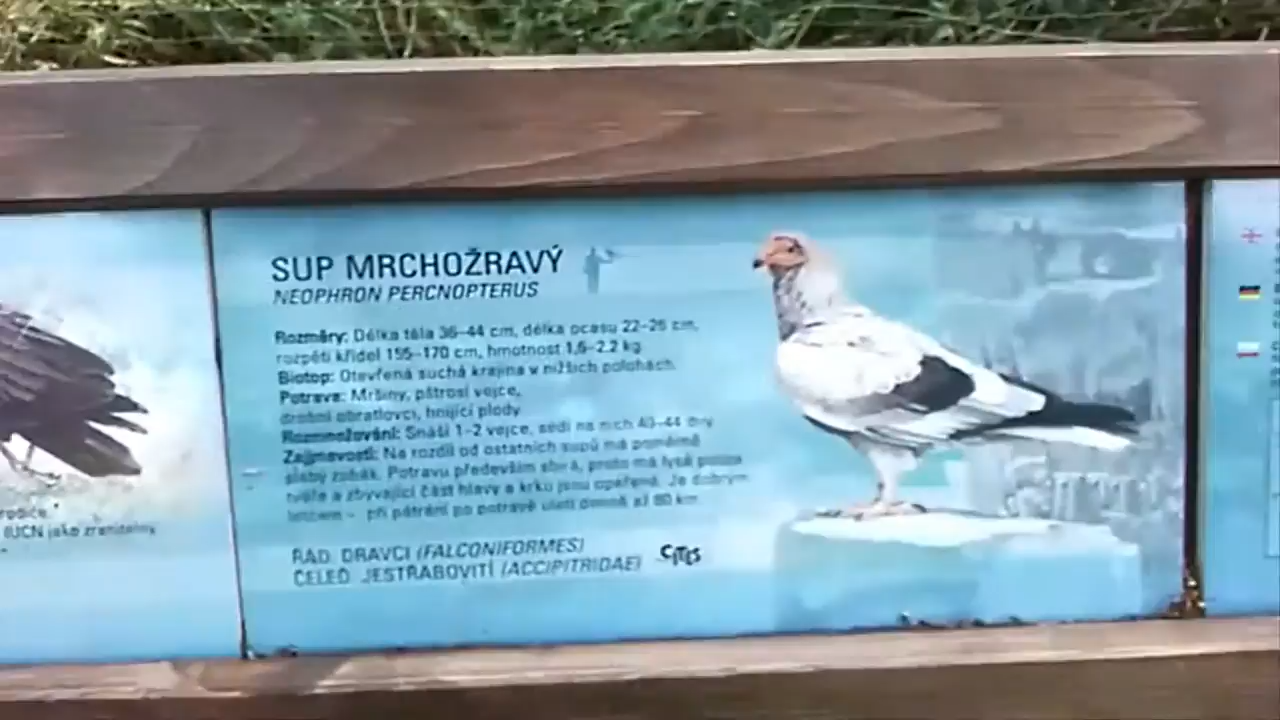 SUP MRCHOŽRAVÝ
NEOPHRON PERCNOPTERUS
Rozměry: Délka těla 36–44 cm, délka ocasu 22–26 cm,
rozpětí křídel 155–170 cm, hmotnost 1,6–2,2 kg
Biotop: Otevřená suchá krajina v nižších polohách
Potrava: Mršiny, pštrosí vejce,
drobní obratlovci, hnijící plody
Rozmnožování: Snáší 1–2 vejce, sedí na nich 40–44 dny
Zajímavosti: Na rozdíl od ostatních supů má poměrně
slabý zobák. Potravu především sbírá, proto má lysé pouze
tváře a zbývající část hlavy a krku jsou opeřené. Je dobrým
letcem – při pátrání po potravě uletí denně až 80 km
ŘÁD DRAVCI (FALCONIFORMES)
ČELEĎ JESTŘÁBOVITÍ (ACCIPITRIDAE) CITES
IUCN jako zranitelný